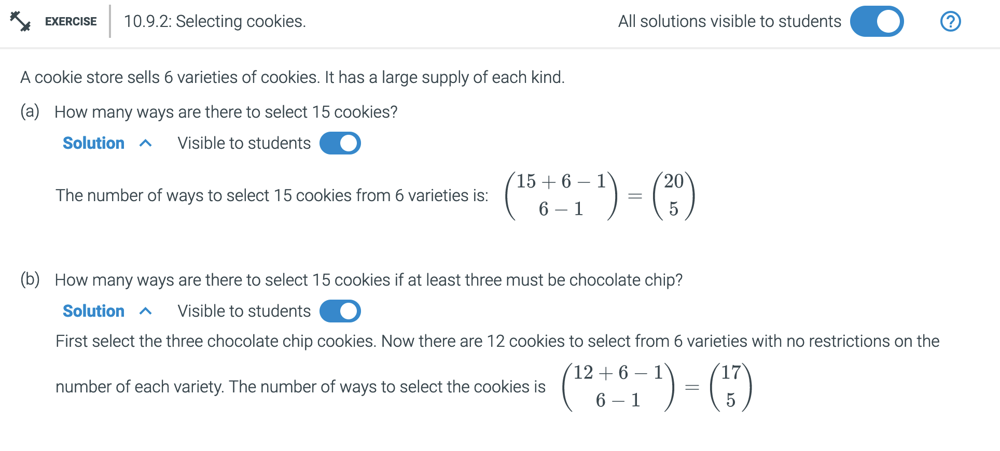 EXERCISE 10.9.2: Selecting cookies. All solutions visible to students ?
A cookie store sells 6 varieties of cookies. It has a large supply of each kind.
(a) How many ways are there to select 15 cookies?
Solution Visible to students
The number of ways to select 15 cookies from 6 varieties is: \binom{15 + 6 - 1}{6 - 1} = \binom{20}{5}
(b) How many ways are there to select 15 cookies if at least three must be chocolate chip?
Solution Visible to students
First select the three chocolate chip cookies. Now there are 12 cookies to select from 6 varieties with no restrictions on the
number of each variety. The number of ways to select the cookies is \binom{12 + 6 - 1}{6 - 1} = \binom{17}{5}